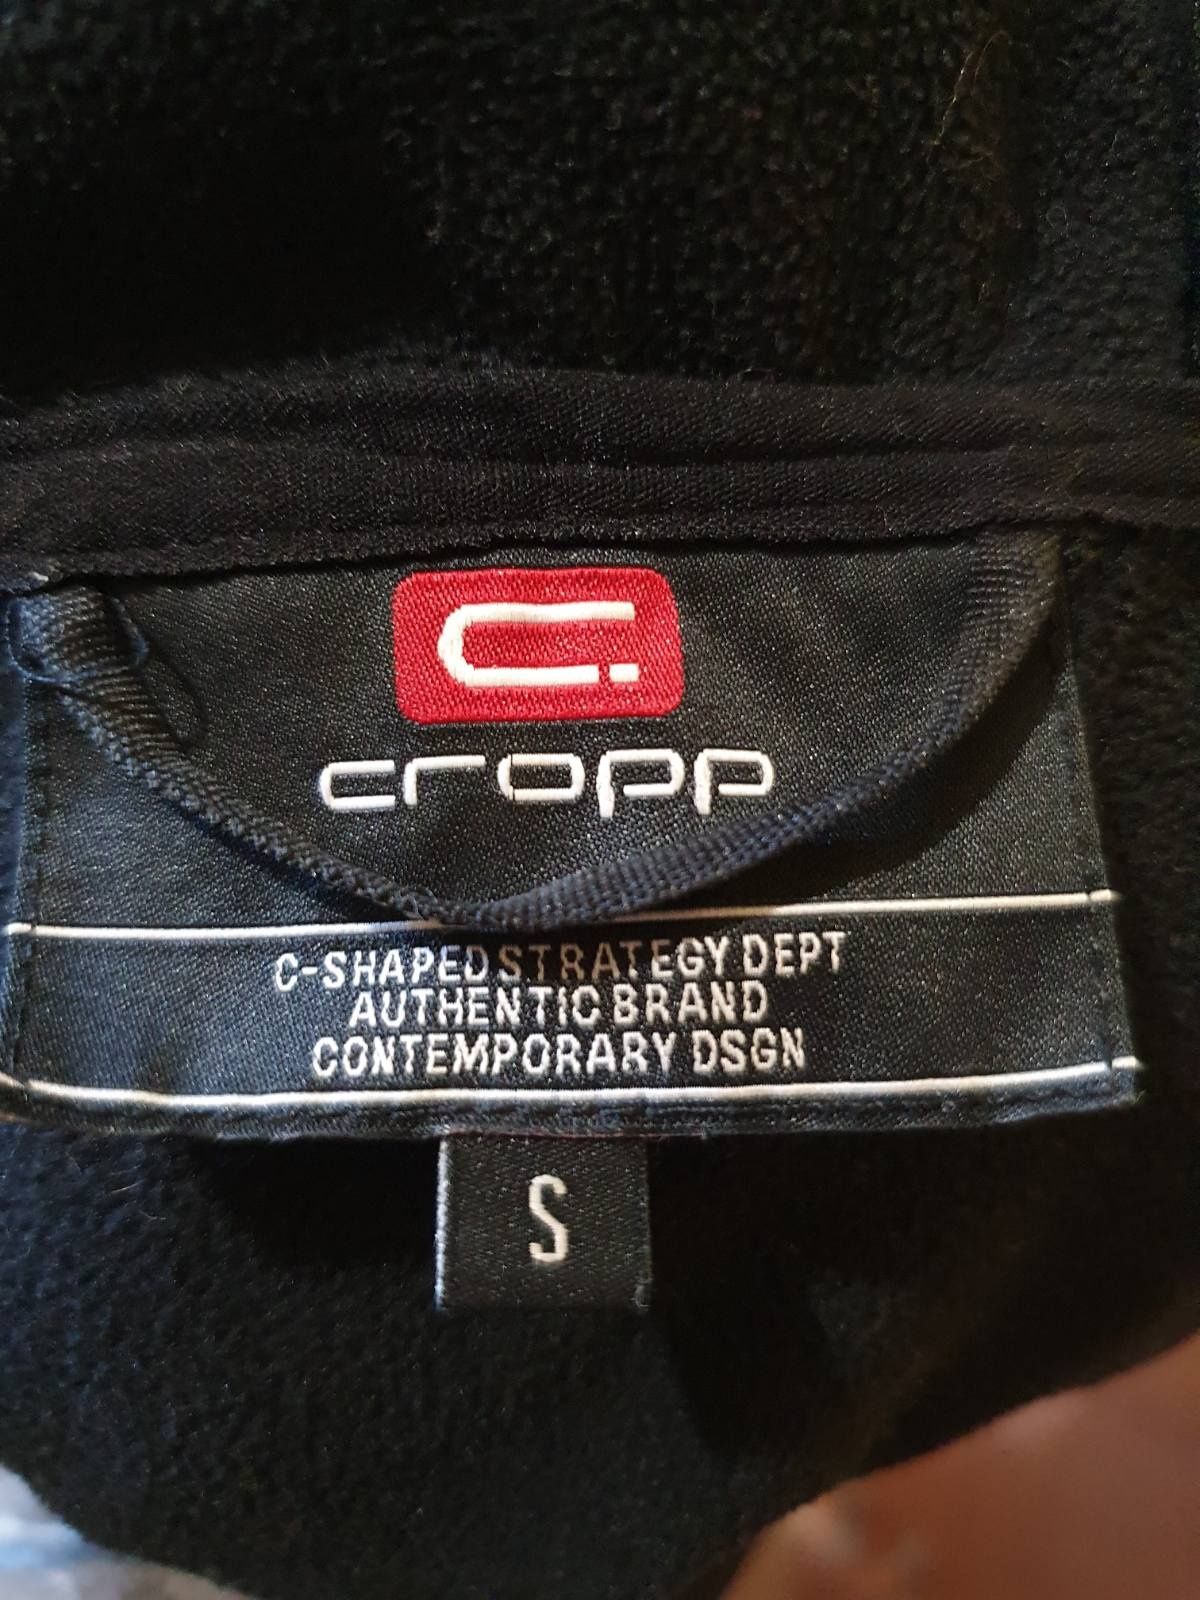 cropp
C-SHAPED STRATEGY DEPT
AUTHENTIC BRAND
CONTEMPORARY DSGN
S